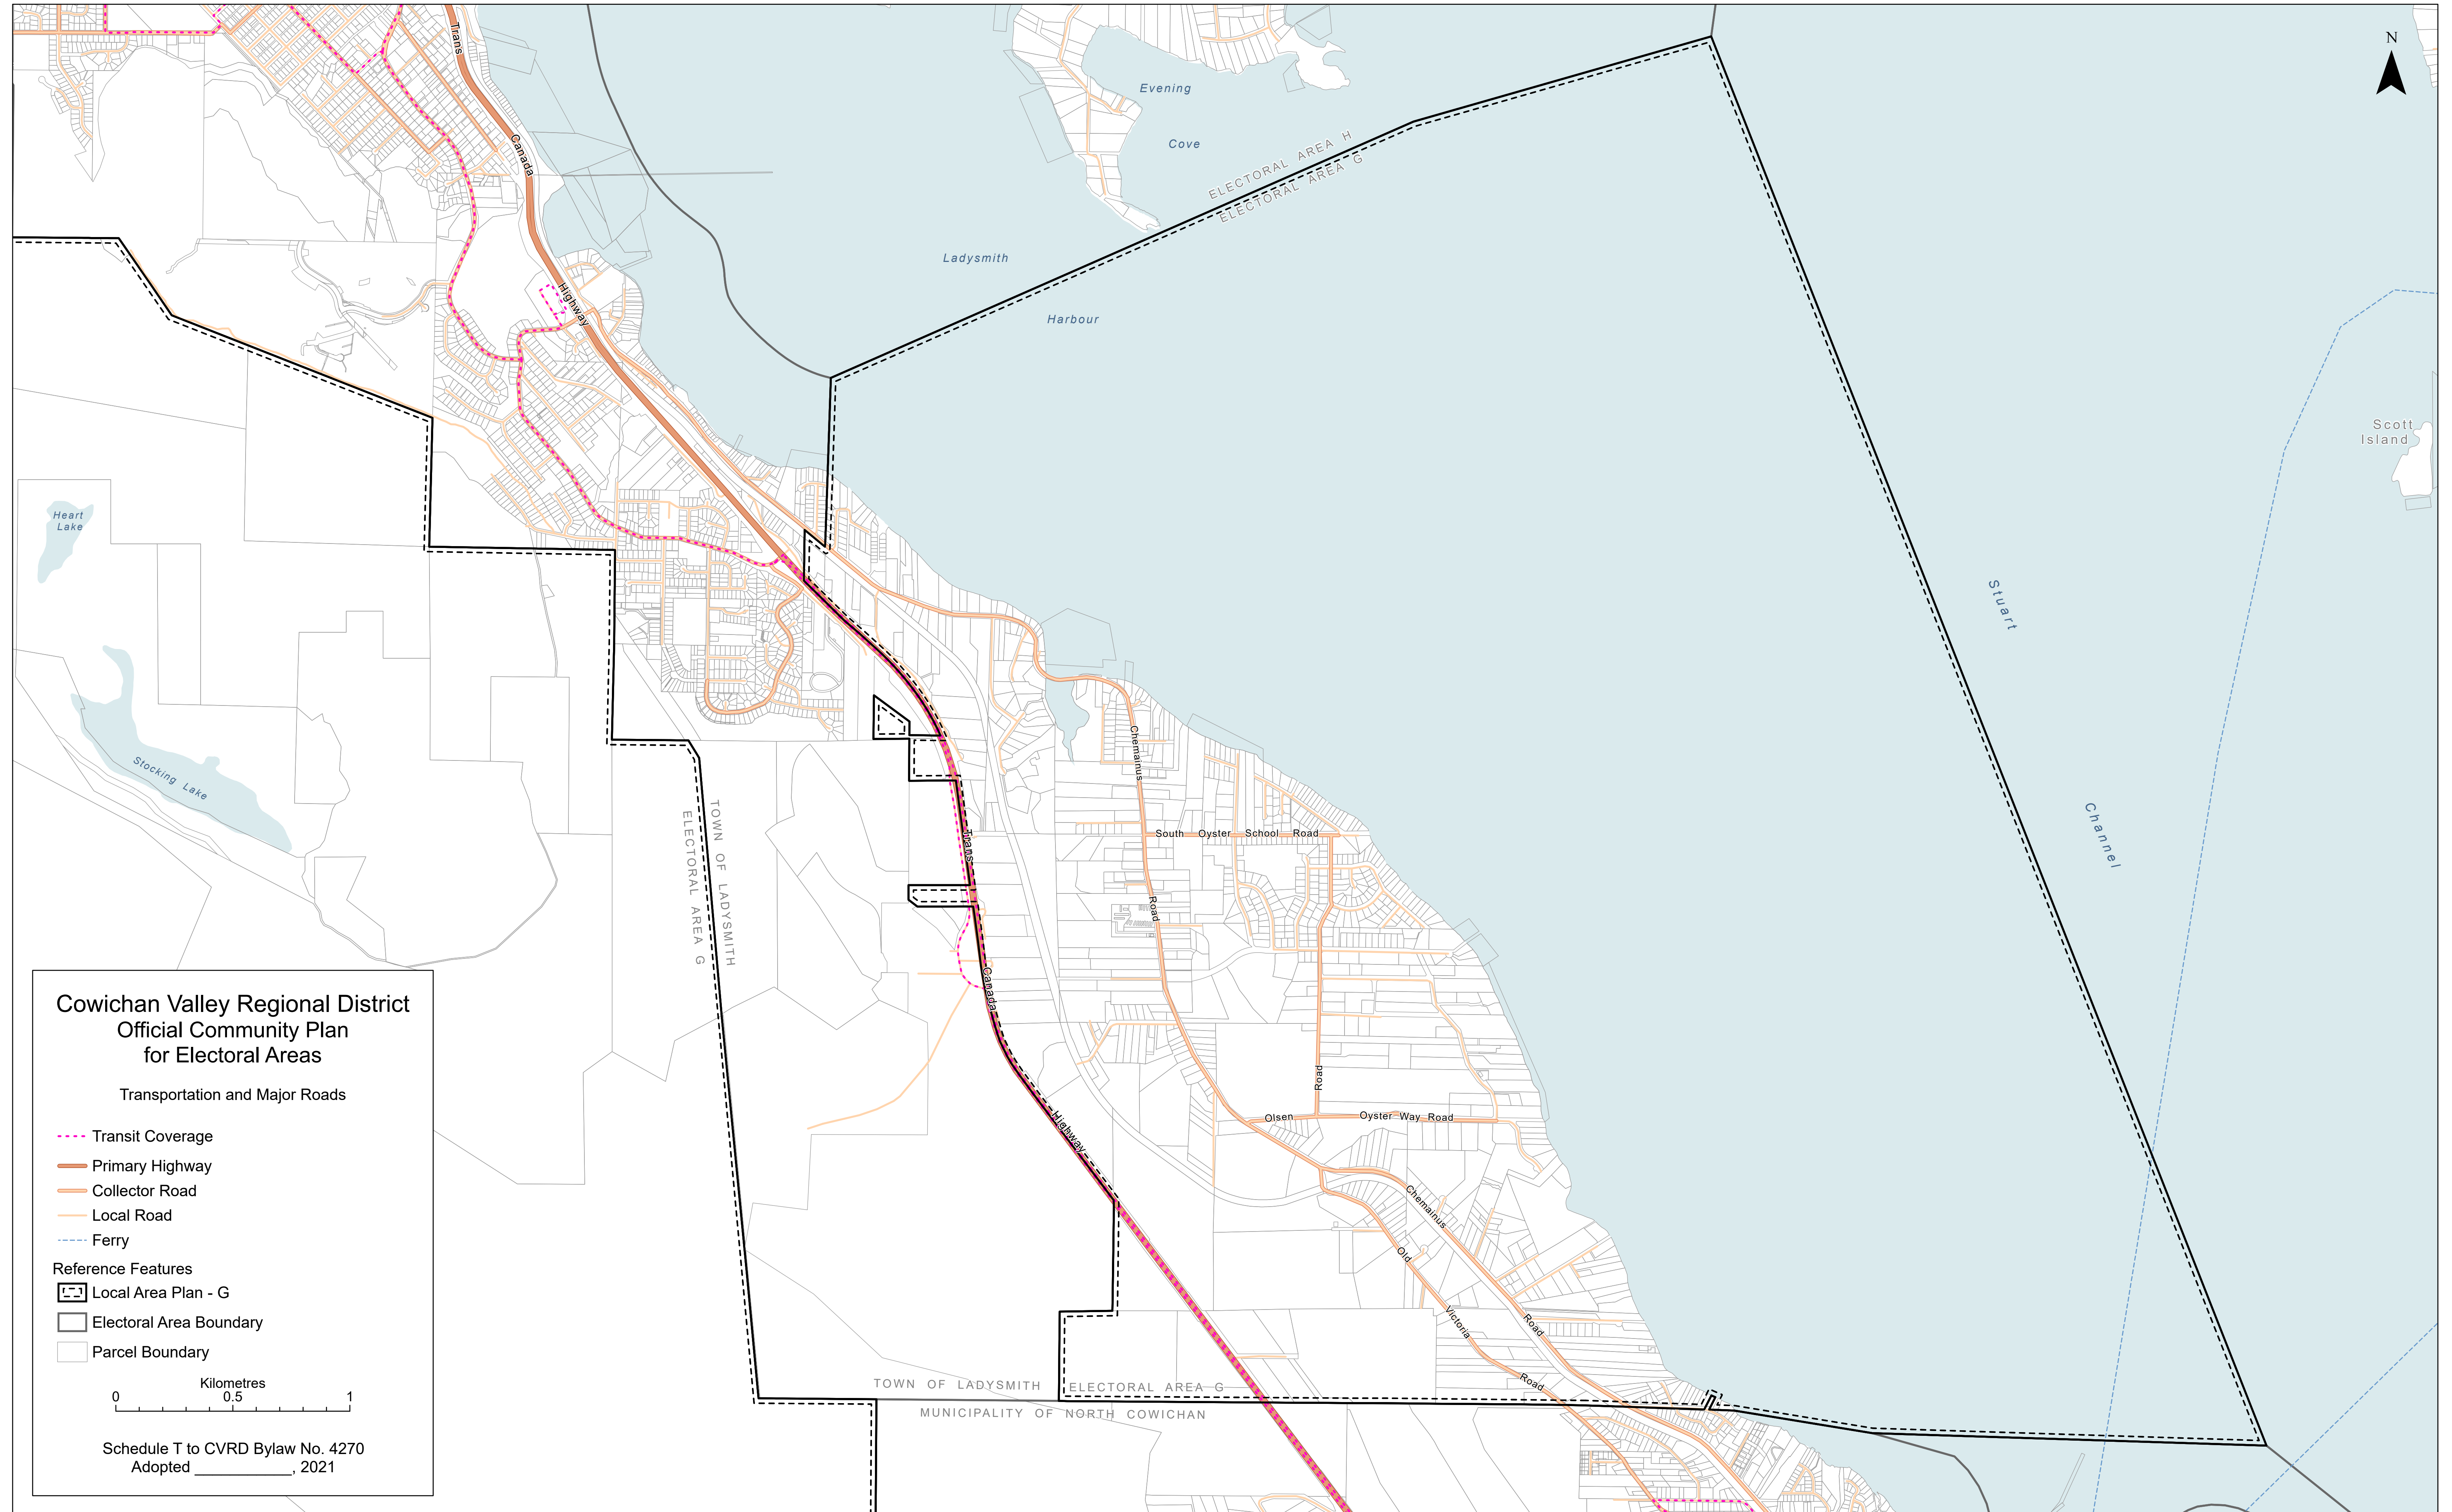 N
Trans
Canada
Highway
Evening
Cove
ELECTORAL AREA H
ELECTORAL AREA G
Ladysmith
Harbour
Scott
Island
Heart
Lake
Stuart
Channel
Stocking Lake
Chemainus
Road
TOWN OF LADYSMITH
ELECTORAL AREA G
Trans
Canada
Highway
South Oyster School Road
Road
Olsen
Oyster Way Road
Chemainus
Road
Old
Victoria
Road
TOWN OF LADYSMITH
ELECTORAL AREA G
MUNICIPALITY OF NORTH COWICHAN
Cowichan Valley Regional District
Official Community Plan
for Electoral Areas
Transportation and Major Roads
Transit Coverage
Primary Highway
Collector Road
Local Road
Ferry
Reference Features
Local Area Plan - G
Electoral Area Boundary
Parcel Boundary
Kilometres
0 0.5 1
Schedule T to CVRD Bylaw No. 4270
Adopted ____________, 2021